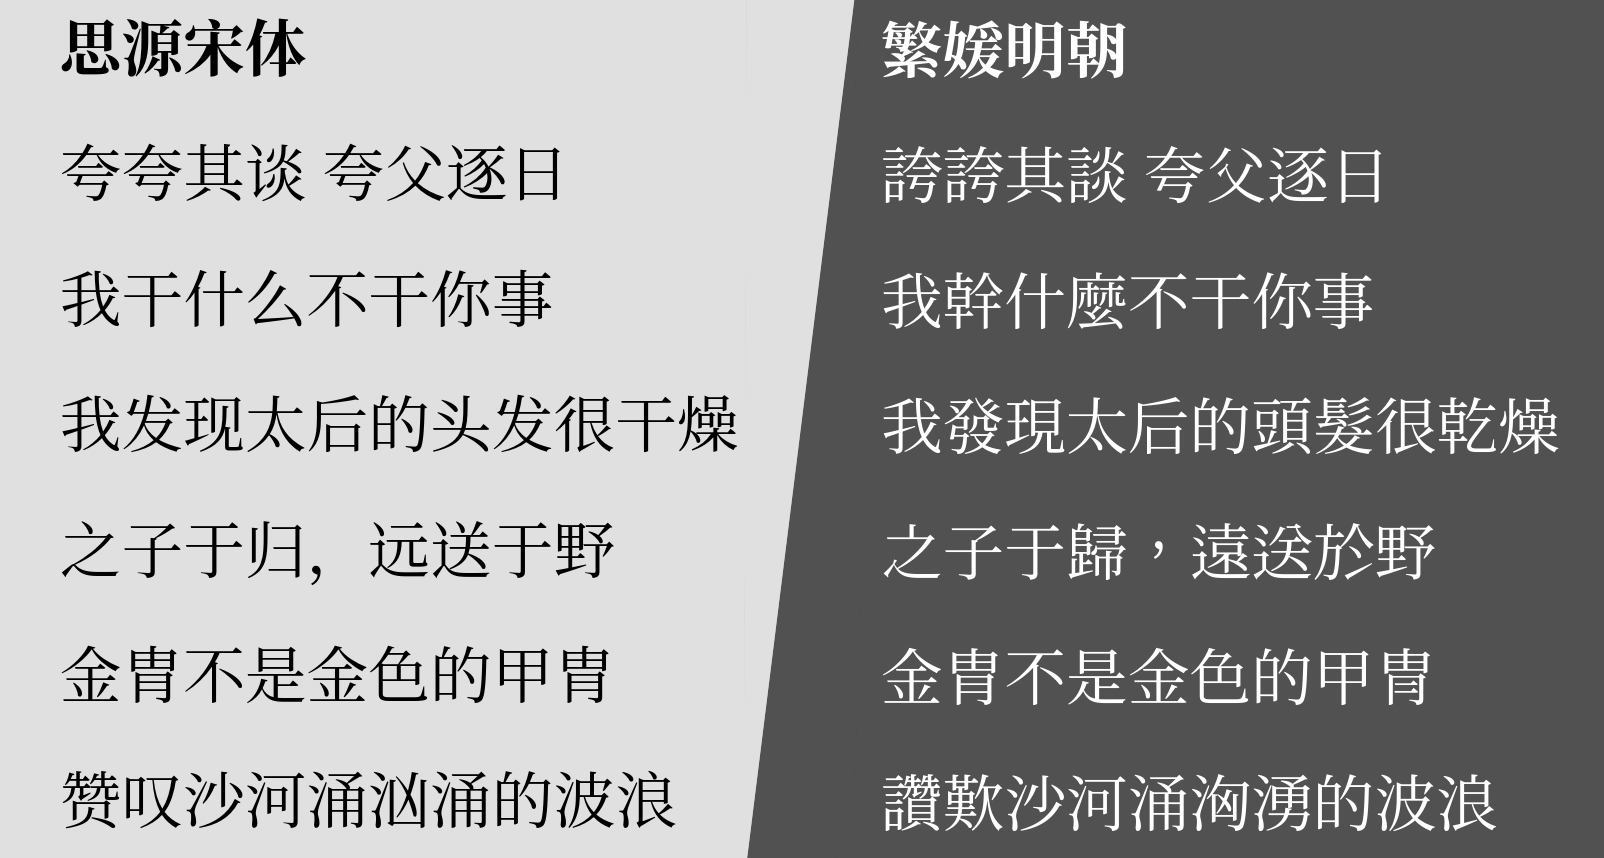 思源宋体
夸夸其谈 夸父逐日
我干什么不干你事
我发现太后的头发很干燥
之子于归，远送于野
金胄不是金色的甲胄
赞叹沙河涌汹涌的波浪
繁媛明朝
誇誇其談 夸父逐日
我幹什麼不干你事
我發現太后的頭髮很乾燥
之子于歸，遠送於野
金胄不是金色的甲冑
讚歎沙河涌洶湧的波浪